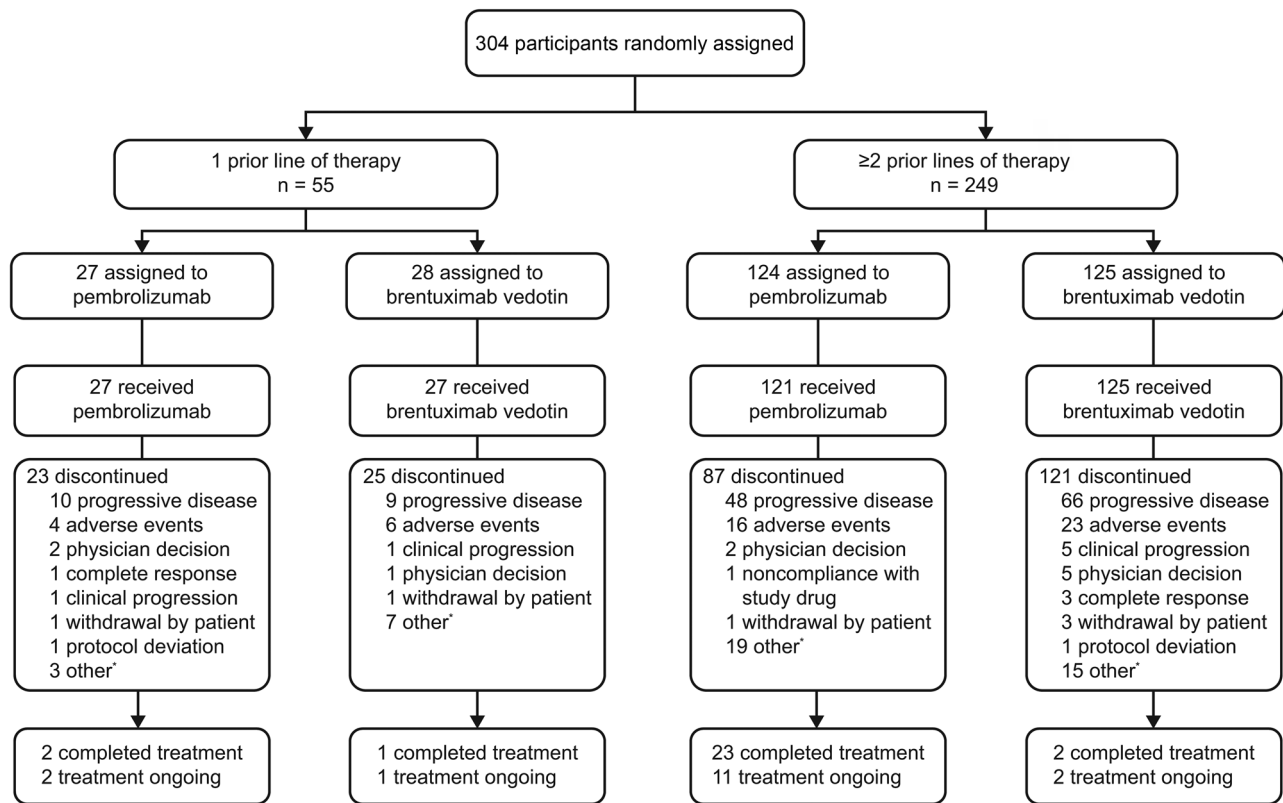 304 participants randomly assigned
1 prior line of therapy
n = 55
≥2 prior lines of therapy
n = 249
27 assigned to
pembrolizumab
28 assigned to
brentuximab vedotin
124 assigned to
pembrolizumab
125 assigned to
brentuximab vedotin
27 received
pembrolizumab
27 received
brentuximab vedotin
121 received
pembrolizumab
125 received
brentuximab vedotin
23 discontinued
10 progressive disease
4 adverse events
2 physician decision
1 complete response
1 clinical progression
1 withdrawal by patient
1 protocol deviation
3 other*
25 discontinued
9 progressive disease
6 adverse events
1 clinical progression
1 physician decision
1 withdrawal by patient
7 other*
87 discontinued
48 progressive disease
16 adverse events
2 physician decision
1 noncompliance with
study drug
1 withdrawal by patient
19 other*
121 discontinued
66 progressive disease
23 adverse events
5 clinical progression
5 physician decision
3 complete response
3 withdrawal by patient
1 protocol deviation
15 other*
2 completed treatment
2 treatment ongoing
1 completed treatment
1 treatment ongoing
23 completed treatment
11 treatment ongoing
2 completed treatment
2 treatment ongoing